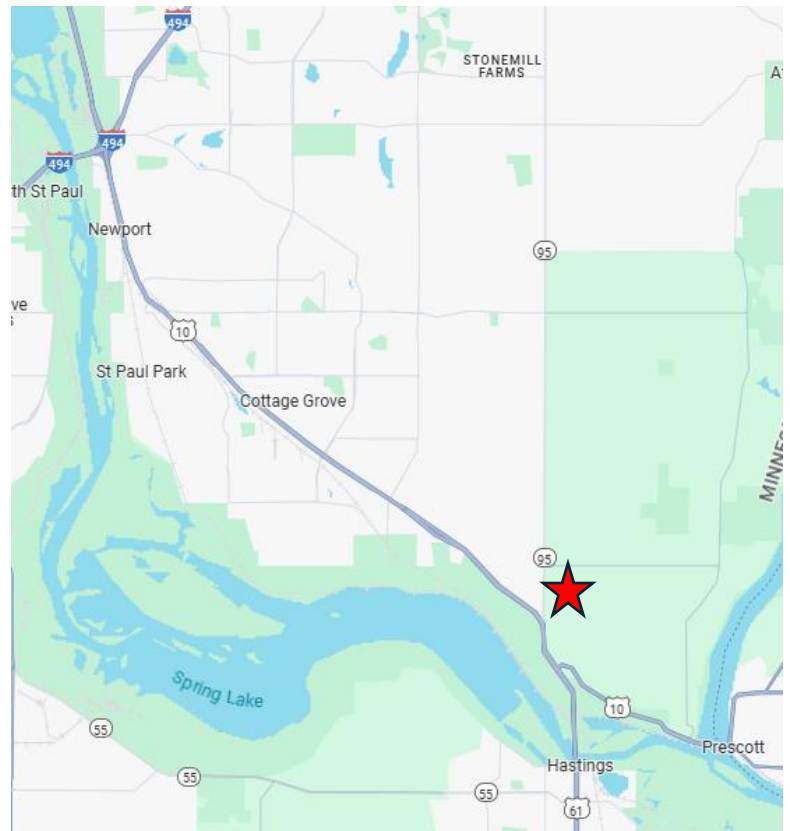 494
STONEMILL
FARMS
494
494
th St Paul
Newport
95
ve
10
St Paul Park
Cottage Grove
MINNES
95
Spring Lake
10
55
Prescott
Hastings
55
55
61